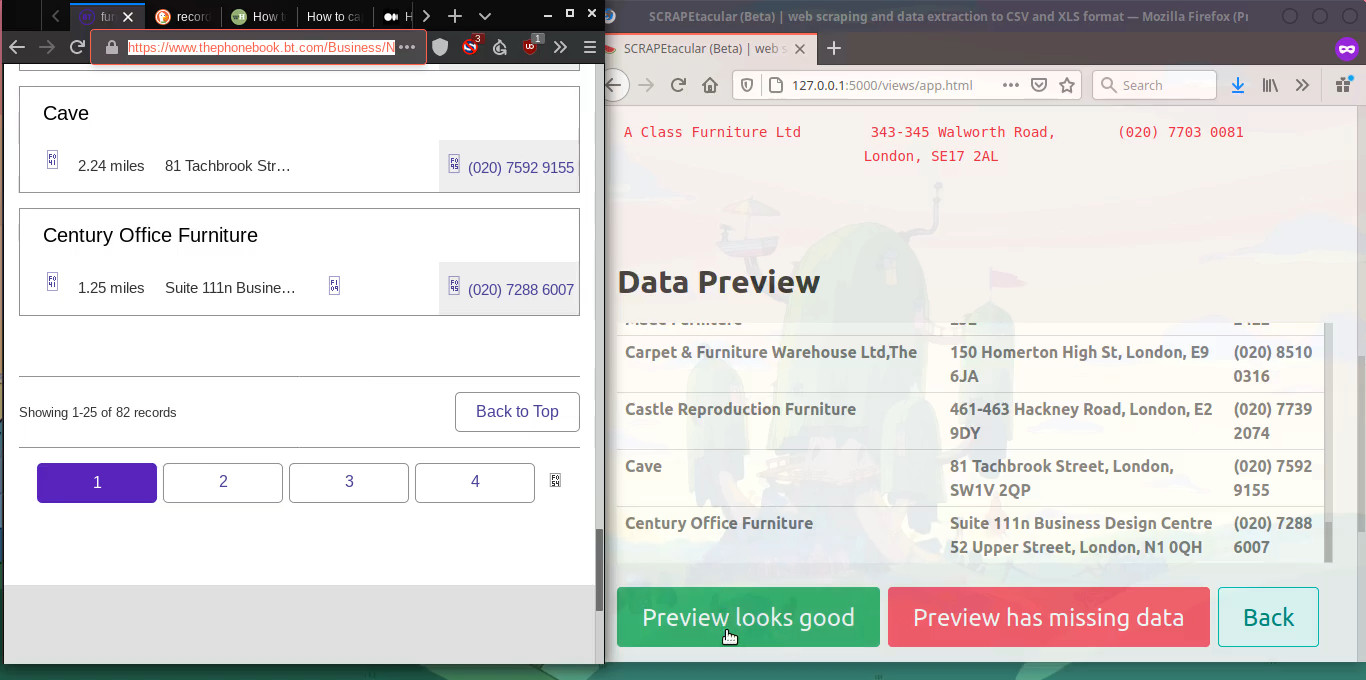 fu
recor
How t
How to ca
H
https://www.thephonebook.bt.com/Business/N
3
1
Cave
2.24 miles 81 Tachbrook Str… (020) 7592 9155
Century Office Furniture
1.25 miles Suite 111n Busine… (020) 7288 6007
Showing 1-25 of 82 records
Back to Top
1 2 3 4
SCRAPEtacular (Beta) | web scraping and data extraction to CSV and XLS format — Mozilla Firefox (Pr
SCRAPEtacular (Beta) | web s
127.0.0.1:5000/views/app.html
Search
A Class Furniture Ltd 343-345 Walworth Road, (020) 7703 0081
London, SE17 2AL
Data Preview
Carpet & Furniture Warehouse Ltd,The 150 Homerton High St, London, E9 (020) 8510
6JA 0316
Castle Reproduction Furniture 461-463 Hackney Road, London, E2 (020) 7739
9DY 2074
Cave 81 Tachbrook Street, London, (020) 7592
SW1V 2QP 9155
Century Office Furniture Suite 111n Business Design Centre (020) 7288
52 Upper Street, London, N1 0QH 6007
Preview looks good
Preview has missing data
Back